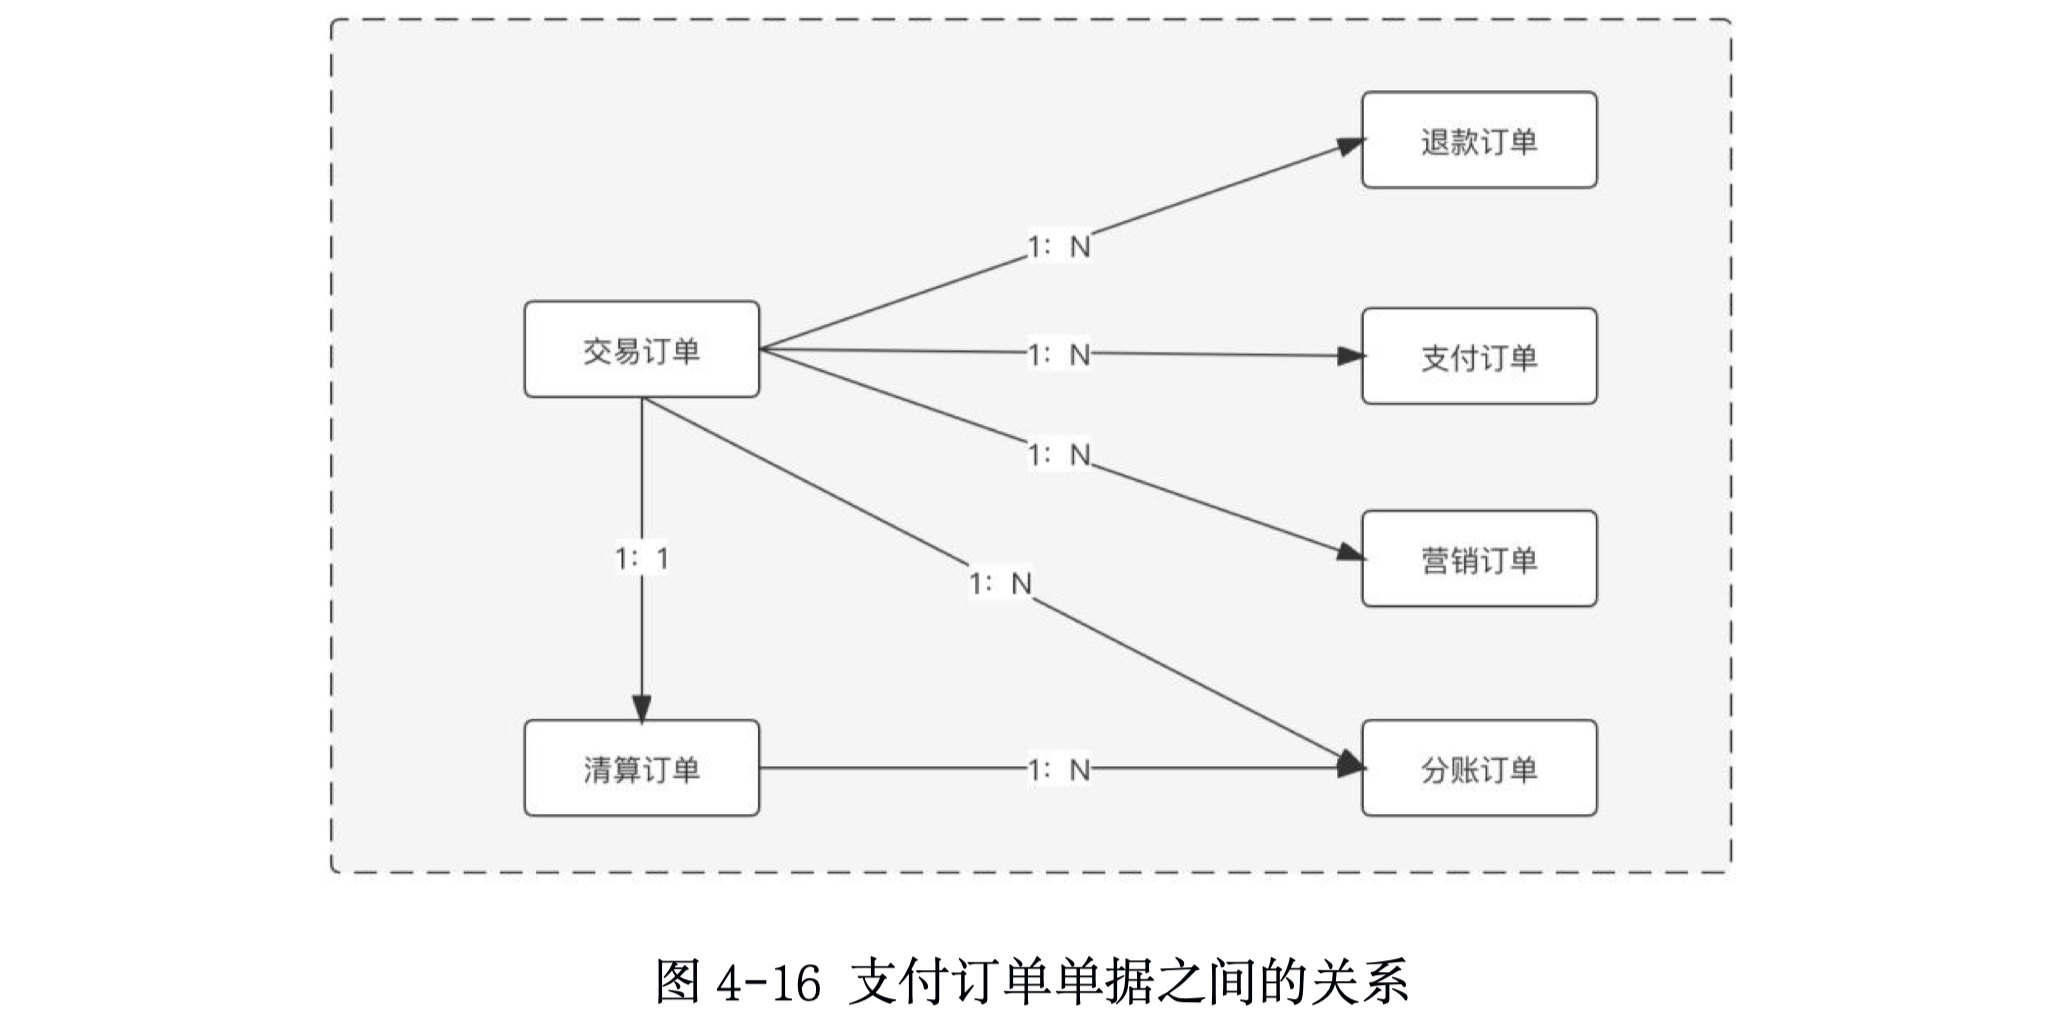 退款订单
1: N
交易订单
1: N
支付订单
1: N
营销订单
1: 1
1: N
清算订单
1: N
分账订单
图 4-16 支付订单单据之间的关系